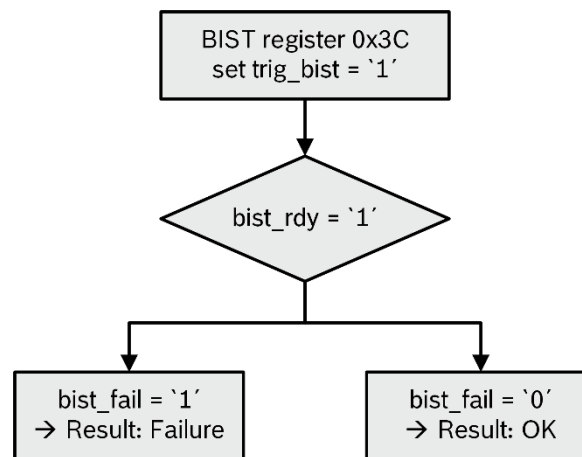 BIST register 0x3C
set trig_bist = `1´
bist_rdy = `1´
bist_fail = `1´
→ Result: Failure
bist_fail = `0´
→ Result: OK